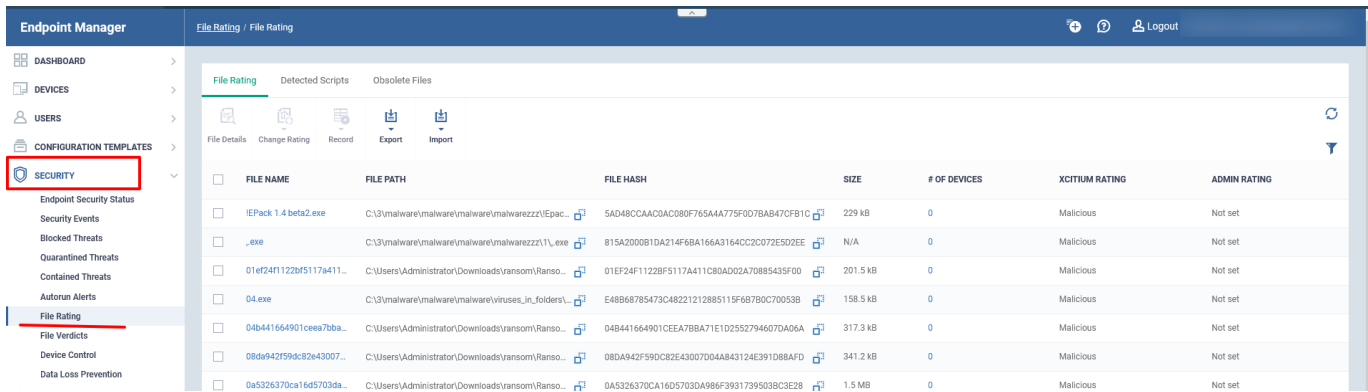 Endpoint Manager
File Rating / File Rating
Logout
DASHBOARD
DEVICES
USERS
CONFIGURATION TEMPLATES
SECURITY
Endpoint Security Status
Security Events
Blocked Threats
Quarantined Threats
Contained Threats
Autorun Alerts
File Rating
File Verdicts
Device Control
Data Loss Prevention
File Rating Detected Scripts Obsolete Files
File Details Change Rating Record Export Import
FILE NAME FILE PATH FILE HASH SIZE # OF DEVICES XCITIUM RATING ADMIN RATING
!EPack 1.4 beta2.exe C:\3\malware\malware\malware\malwarezzz\!Epac... 5AD48CCAAC0AC080F765A4A775F0D7BAB47CFB1C 229 kB 0 Malicious Not set
,.exe C:\3\malware\malware\malware\malwarezzz\1\,.exe 815A2000B1DA214F6BA166A3164CC2C072E5D2EE N/A 0 Malicious Not set
01ef24f1122bf5117a411... C:\Users\Administrator\Downloads\ransom\Ranso... 01EF24F1122BF5117A411C80AD02A70885435F00 201.5 kB 0 Malicious Not set
04.exe C:\3\malware\malware\malware\viruses_in_folders\... E48B68785473C48221212885115F6B7B0C70053B 158.5 kB 0 Malicious Not set
04b441664901ceea7bba... C:\Users\Administrator\Downloads\ransom\Ranso... 04B441664901CEEA7BBA71E1D2552794607DA06A 317.3 kB 0 Malicious Not set
08da942f59dc82e43007... C:\Users\Administrator\Downloads\ransom\Ranso... 08DA942F59DC82E43007D04A843124E391D88AFD 341.2 kB 0 Malicious Not set
0a5326370ca16d5703da... C:\Users\Administrator\Downloads\ransom\Ranso... 0A5326370CA16D5703DA986F3931739503BC3E28 1.5 MB 0 Malicious Not set